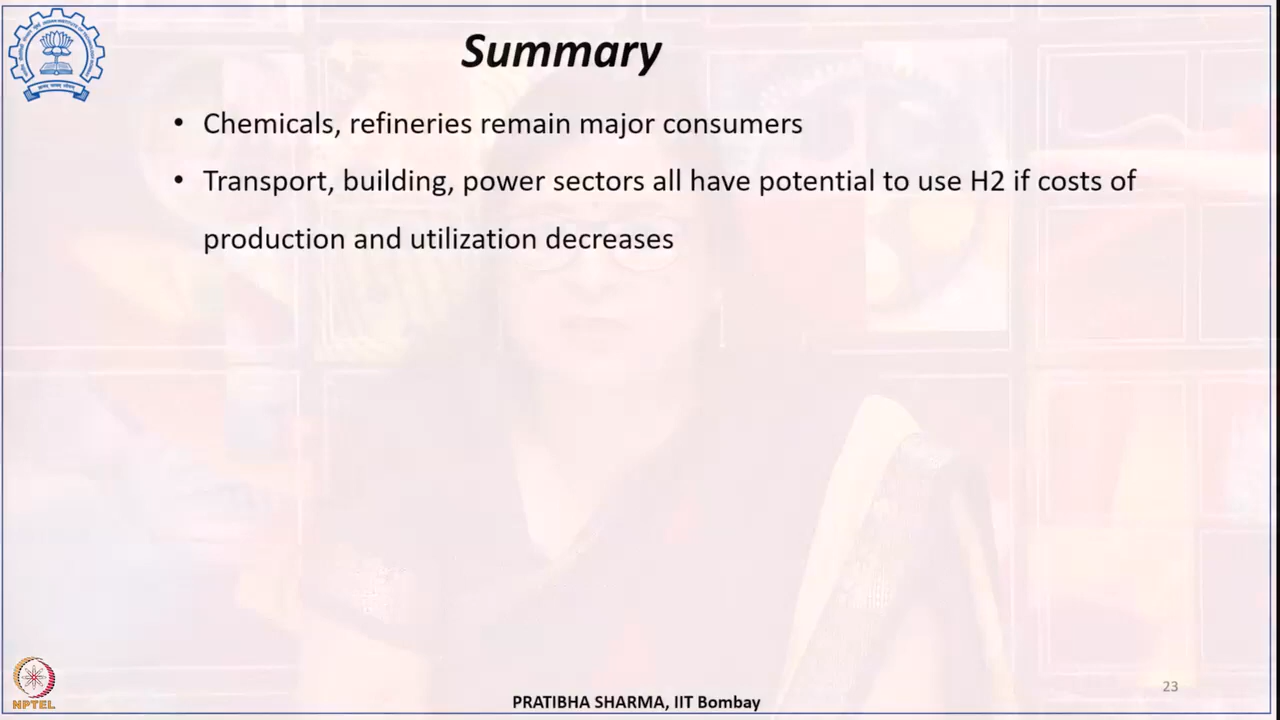 Summary
• Chemicals, refineries remain major consumers
• Transport, building, power sectors all have potential to use H2 if costs of
production and utilization decreases
NPTEL
PRATIBHA SHARMA, IIT Bombay
23